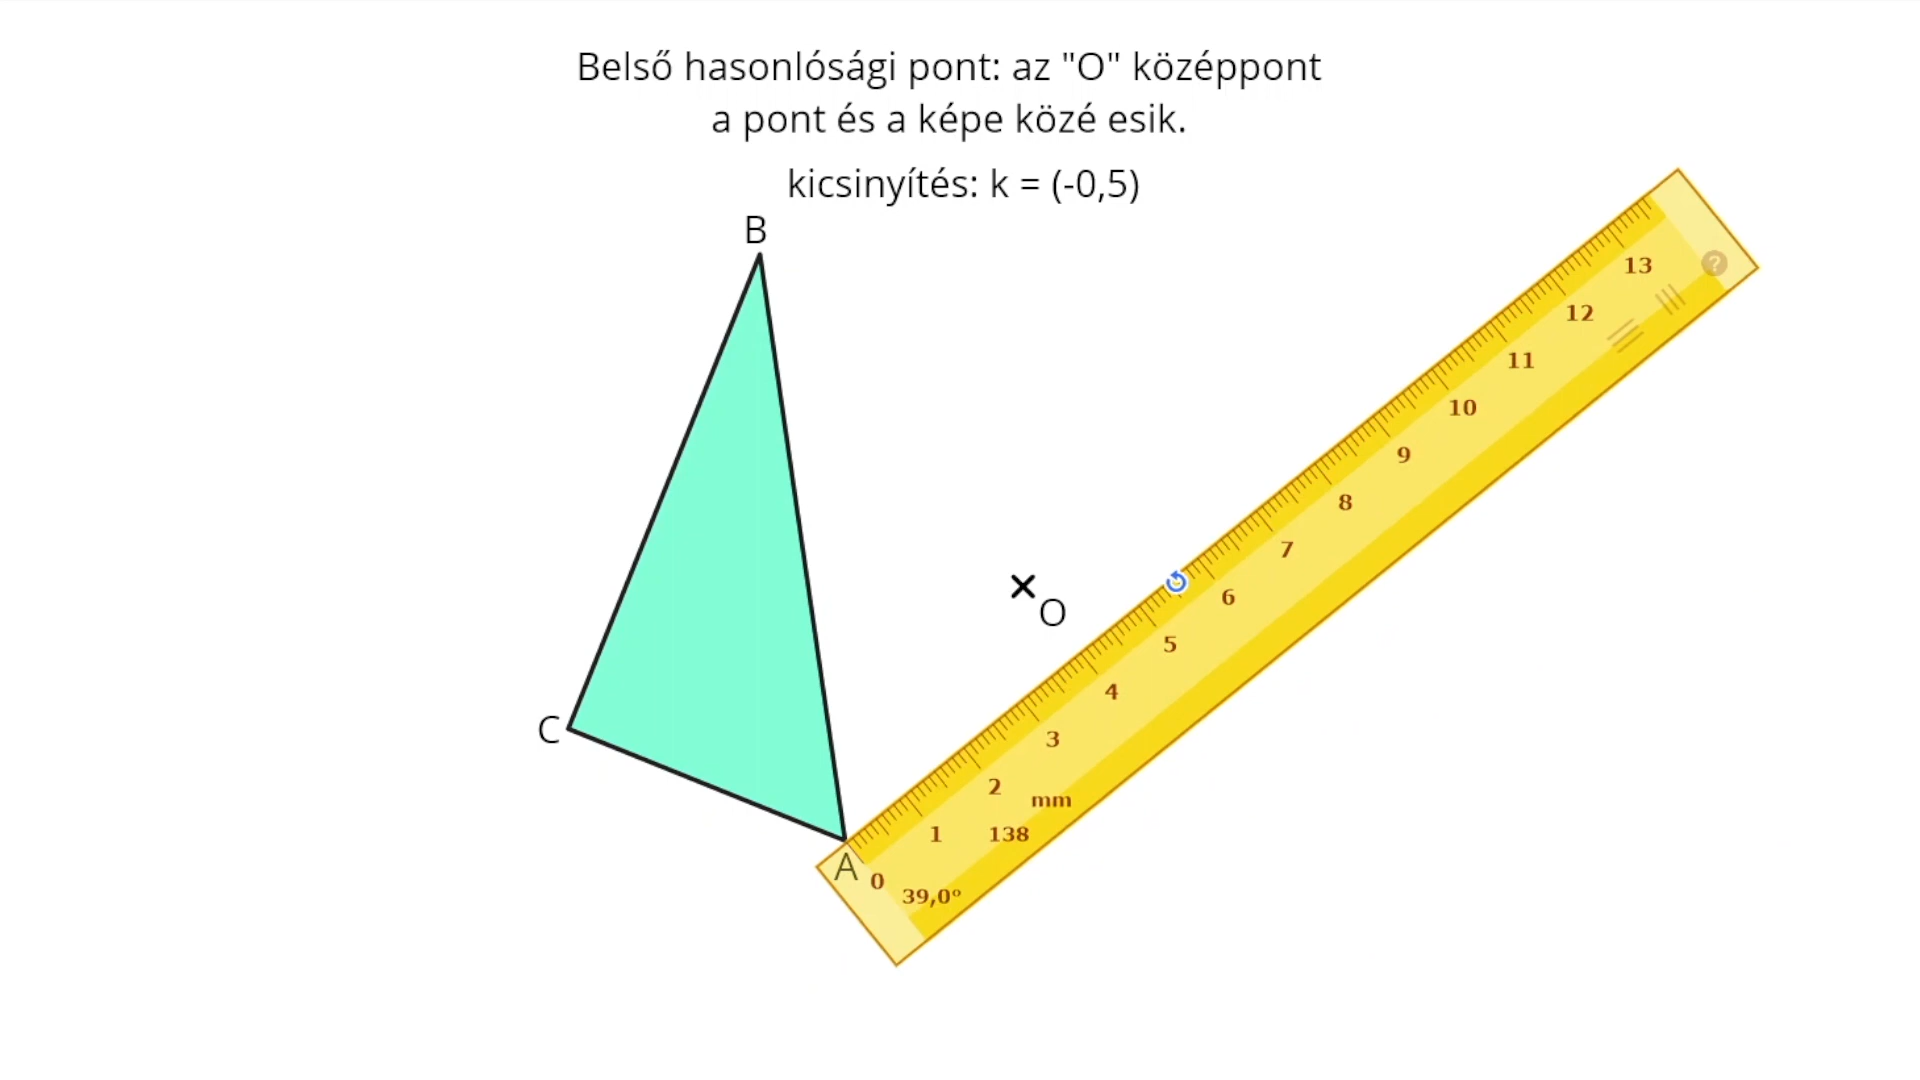 Belső hasonlósági pont: az "O" középpont
a pont és a képe közé esik.
kicsinyítés: k = (-0,5)
B
C
A
O
0
1
2
3
4
5
6
7
8
9
10
11
12
13
?
mm
138
39,0º